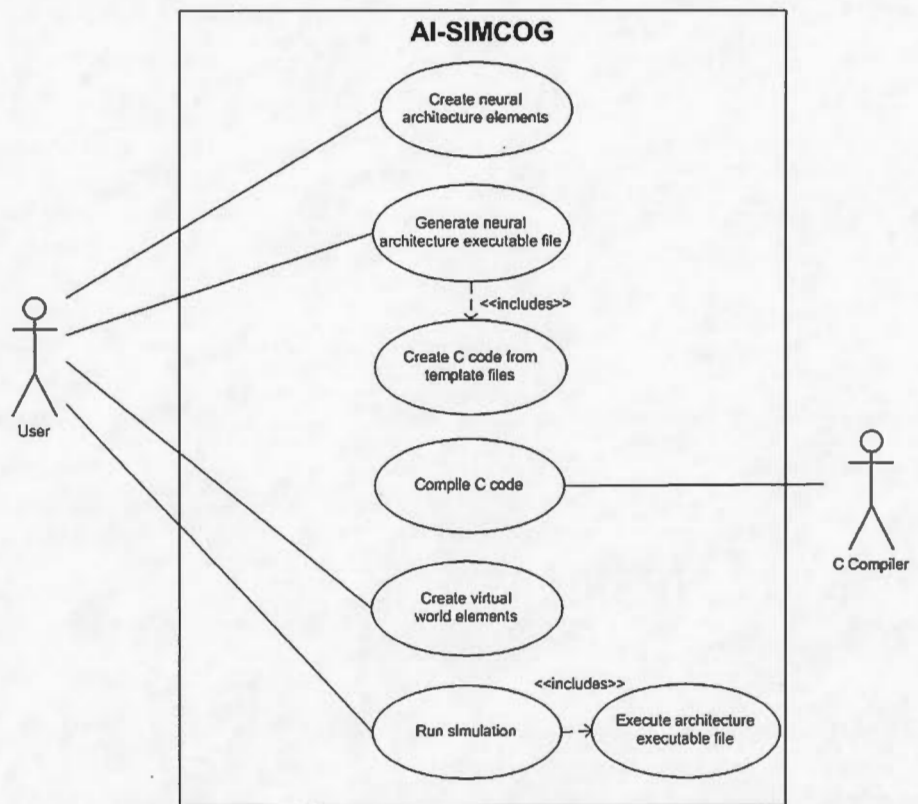 AI-SIMCOG
Create neural
architecture elements
Generate neural
architecture executable file
<<includes>>
Create C code from
template files
User
Compile C code
C Compiler
Create virtual
world elements
<<includes>>
Run simulation
Execute architecture
executable file